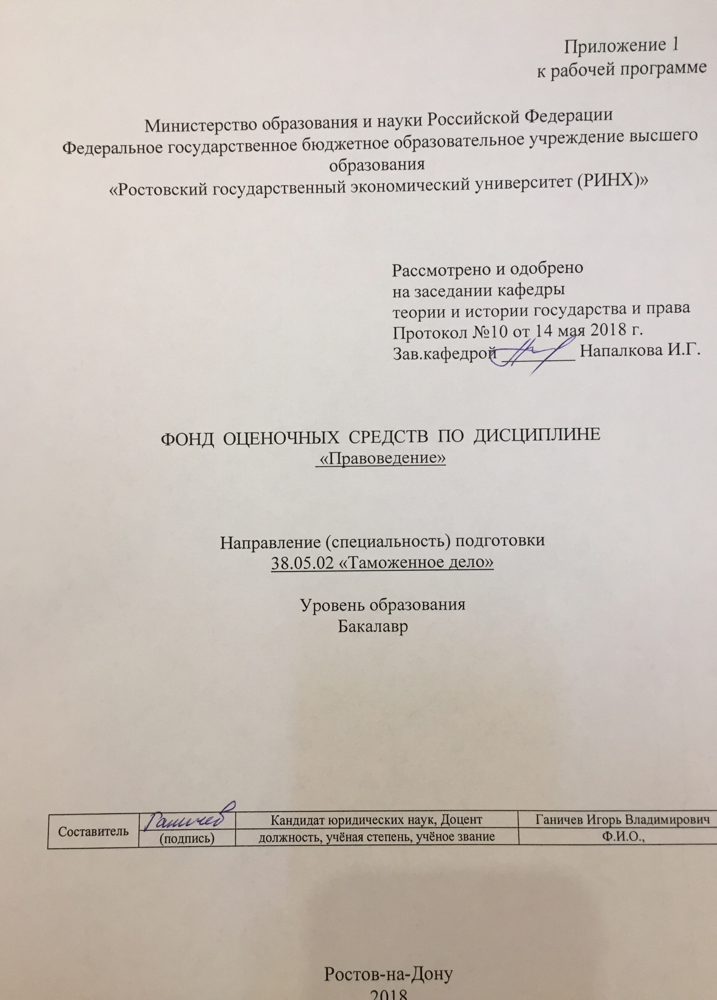 Приложение 1
к рабочей программе
Министерство образования и науки Российской Федерации
Федеральное государственное бюджетное образовательное учреждение высшего
образования
«Ростовский государственный экономический университет (РИНХ)»
Рассмотрено и одобрено
на заседании кафедры
теории и истории государства и права
Протокол №10 от 14 мая 2018 г.
Зав.кафедрой __________ Напалкова И.Г.
ФОНД ОЦЕНОЧНЫХ СРЕДСТВ ПО ДИСЦИПЛИНЕ
«Правоведение»
Направление (специальность) подготовки
38.05.02 «Таможенное дело»
Уровень образования
Бакалавр
Составитель
Ганичев
(подпись)
Кандидат юридических наук, Доцент
должность, учёная степень, учёное звание
Ганичев Игорь Владимирович
Ф.И.О.,
Ростов-на-Дону
2018